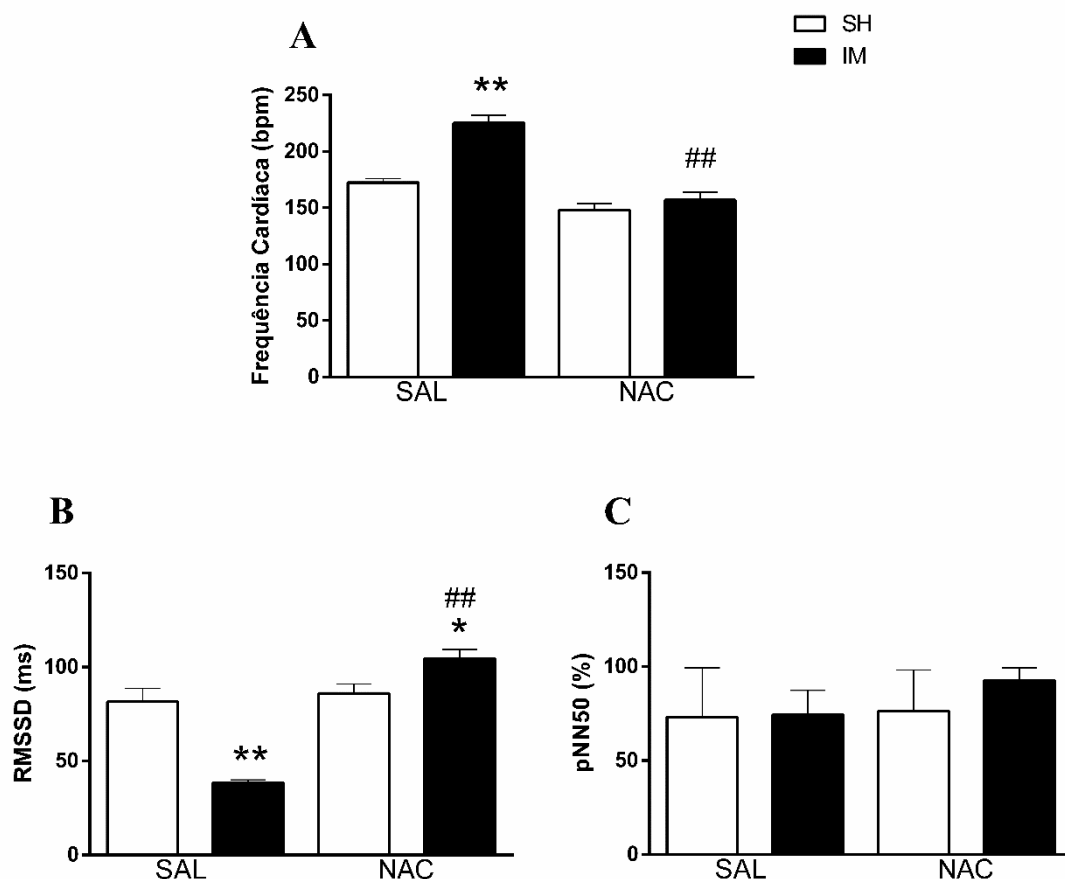 SH
IM
A
Frequência Cardíaca (bpm)
250
200
150
100
50
0
**
##
SAL
NAC
B
RMSSD (ms)
150
100
50
0
**
##
*
SAL
NAC
C
pNN50 (%)
150
100
50
0
SAL
NAC